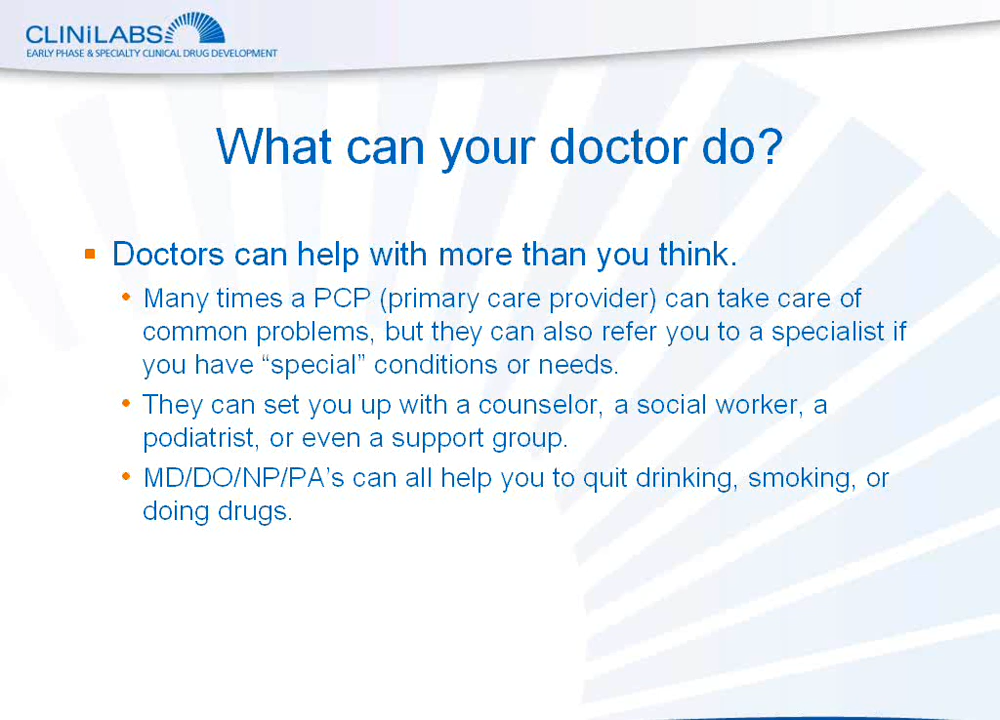 CLINiLABS
EARLY PHASE & SPECIALTY CLINICAL DRUG DEVELOPMENT
What can your doctor do?
Doctors can help with more than you think.
Many times a PCP (primary care provider) can take care of
common problems, but they can also refer you to a specialist if
you have “special” conditions or needs.
They can set you up with a counselor, a social worker, a
podiatrist, or even a support group.
MD/DO/NP/PA’s can all help you to quit drinking, smoking, or
doing drugs.